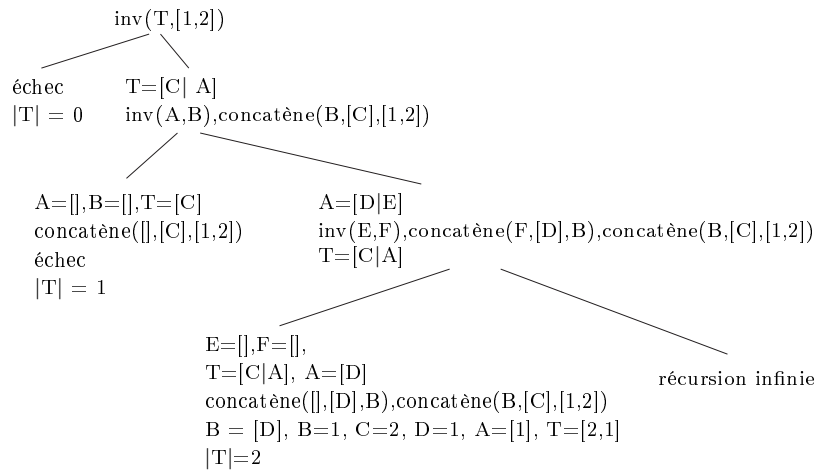 inv(T,[1,2])
échec
|T| = 0
T=[C| A]
inv(A,B),concatène(B,[C],[1,2])
A=[],B=[],T=[C]
concatène([],[C],[1,2])
échec
|T| = 1
A=[D|E]
inv(E,F),concatène(F,[D],B),concatène(B,[C],[1,2])
T=[C|A]
E=[],F=[],
T=[C|A], A=[D]
concatène([],[D],B),concatène(B,[C],[1,2])
B = [D], B=1, C=2, D=1, A=[1], T=[2,1]
|T|=2
récursion infinie